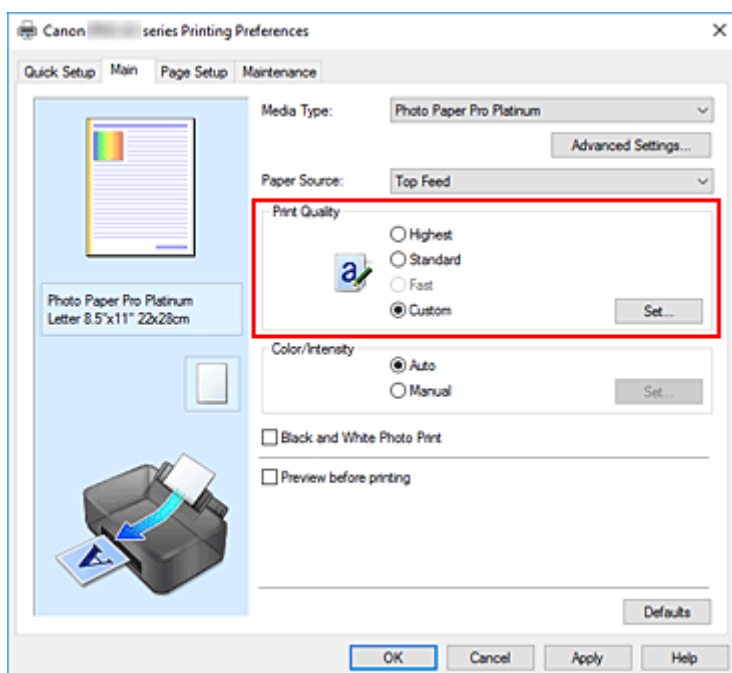 Canon series Printing Preferences
Quick Setup Main Page Setup Maintenance
Media Type: Photo Paper Pro Platinum
Advanced Settings...
Paper Source: Top Feed
Print Quality
Highest
Standard
Fast
Custom Set...
Photo Paper Pro Platinum
Letter 8.5"x11" 22x28cm
Color/Intensity
Auto
Manual Set...
Black and White Photo Print
Preview before printing
Defaults
OK Cancel Apply Help